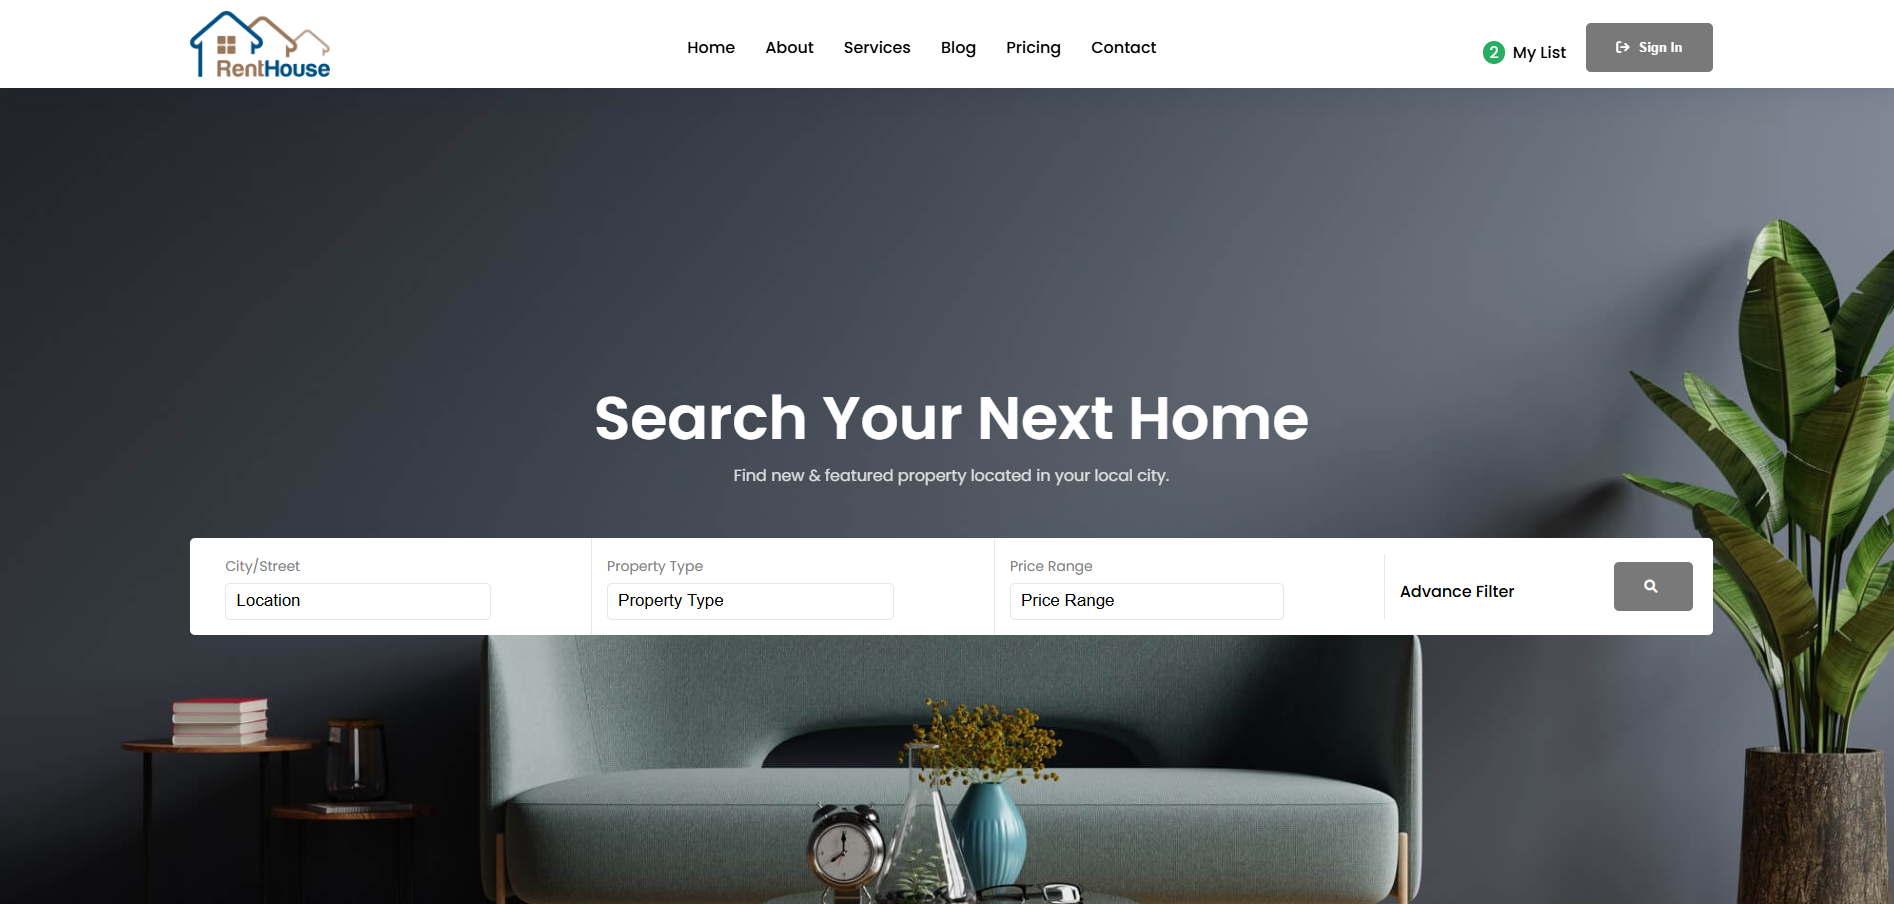 RentHouse
Home About Services Blog Pricing Contact
2 My List
Sign In
Search Your Next Home
Find new & featured property located in your local city.
City/Street
Location
Property Type
Property Type
Price Range
Price Range
Advance Filter